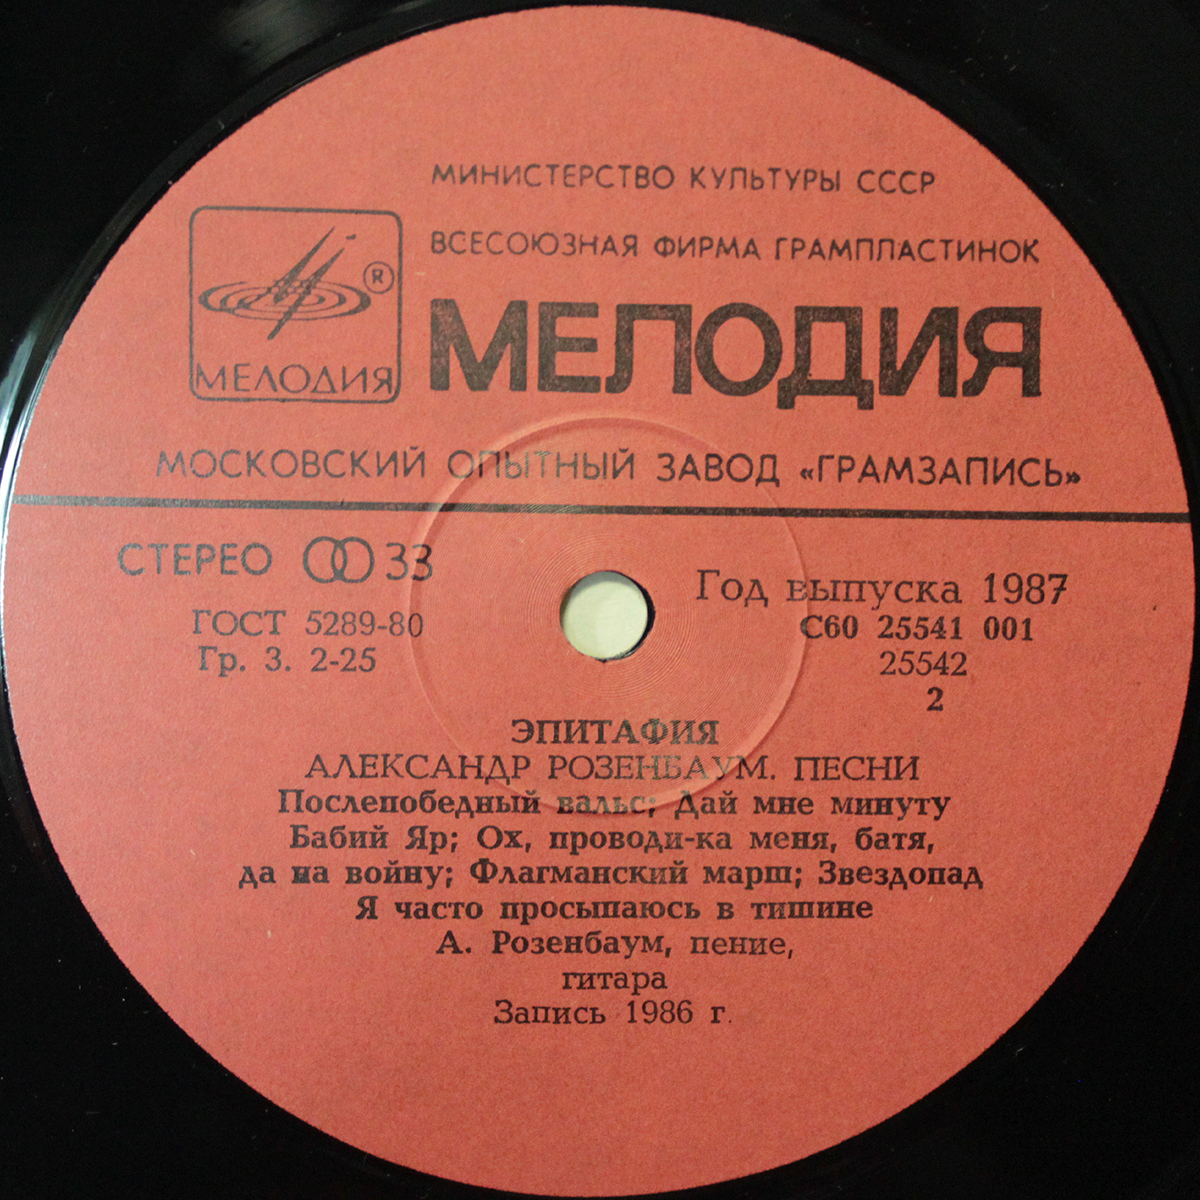 МИНИСТЕРСТВО КУЛЬТУРЫ СССР
ВСЕСОЮЗНАЯ ФИРМА ГРАМПЛАСТИНОК
®
МЕЛОДИЯ
МЕЛОДИЯ
МОСКОВСКИЙ ОПЫТНЫЙ ЗАВОД «ГРАМЗАПИСЬ»
СТЕРЕО 33
ГОСТ 5289-80
Гр. 3. 2-25
Год выпуска 1987
С60 25541 001
25542
2
ЭПИТАФИЯ
АЛЕКСАНДР РОЗЕНБАУМ. ПЕСНИ
Послепобедный вальс; Дай мне минуту
Бабий Яр; Ох, проводи-ка меня, батя,
да на войну; Флагманский марш; Звездопад
Я часто просыпаюсь в тишине
А. Розенбаум, пение,
гитара
Запись 1986 г.